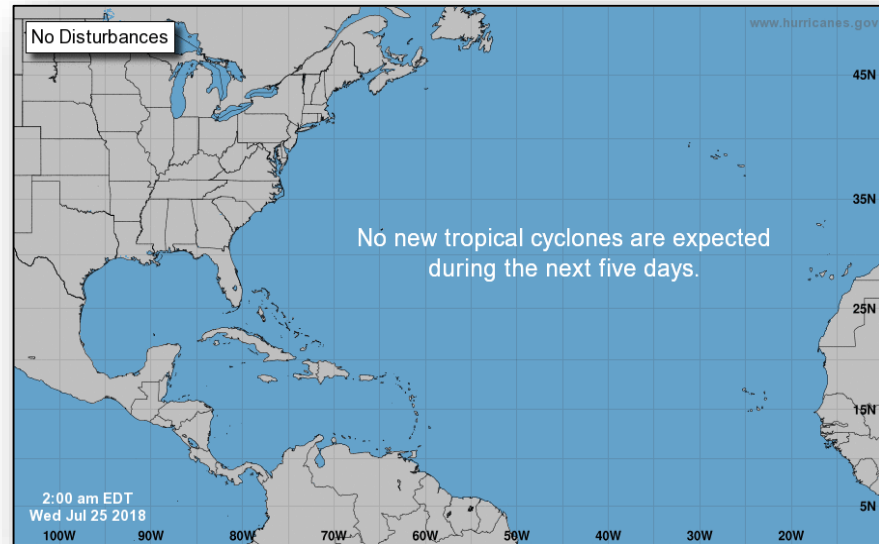 No Disturbances
www.hurricanes.gov
45N
35N
No new tropical cyclones are expected
during the next five days.
25N
15N
2:00 am EDT
Wed Jul 25 2018
5N
100W 90W 80W 70W 60W 50W 40W 30W 20W